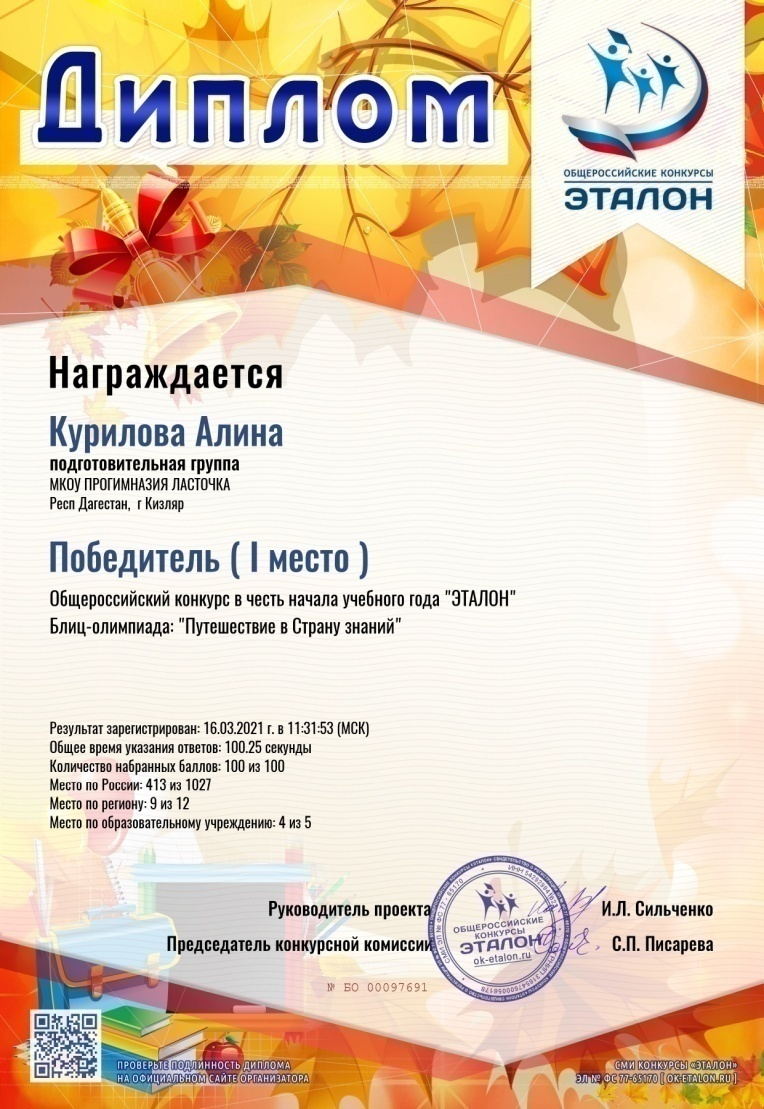 Диплом
ОБЩЕРОССИЙСКИЕ КОНКУРСЫ
ЭТАЛОН
Награждается
Курилова Алина
подготовительная группа
МКОУ ПРОГИМНАЗИЯ ЛАСТОЧКА
Респ Дагестан, г Кизляр
Победитель ( I место )
Общероссийский конкурс в честь начала учебного года "ЭТАЛОН"
Блиц-олимпиада: "Путешествие в Страну знаний"
Результат зарегистрирован: 16.03.2021 г. в 11:31:53 (МСК)
Общее время указания ответов: 100.25 секунды
Количество набранных баллов: 100 из 100
Место по России: 413 из 1027
Место по региону: 9 из 12
Место по образовательному учреждению: 4 из 5
Руководитель проекта И.Л. Сильченко
Председатель конкурсной комиссии С.П. Писарева
ОБЩЕРОССИЙСКИЕ
КОНКУРСЫ
ЭТАЛОН
ok-etalon.ru
№ БО 00097691
ПРОВЕРЬТЕ ПОДЛИННОСТЬ ДИПЛОМА
НА ОФИЦИАЛЬНОМ САЙТЕ ОРГАНИЗАТОРА
СМИ КОНКУРСЫ «ЭТАЛОН»
ЭЛ № ФС 77-65170 [ OK-ETALON.RU ]